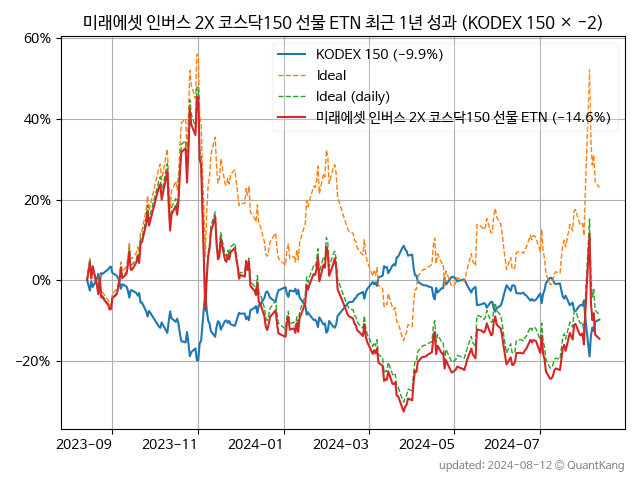 미래에셋 인버스 2X 코스닥150 선물 ETN 최근 1년 성과 (KODEX 150 × −2)
KODEX 150 (−9.9%)
Ideal
Ideal (daily)
미래에셋 인버스 2X 코스닥150 선물 ETN (−14.6%)
60%
40%
20%
0%
−20%
2023-09
2023-11
2024-01
2024-03
2024-05
2024-07
updated: 2024-08-12 © QuantKang